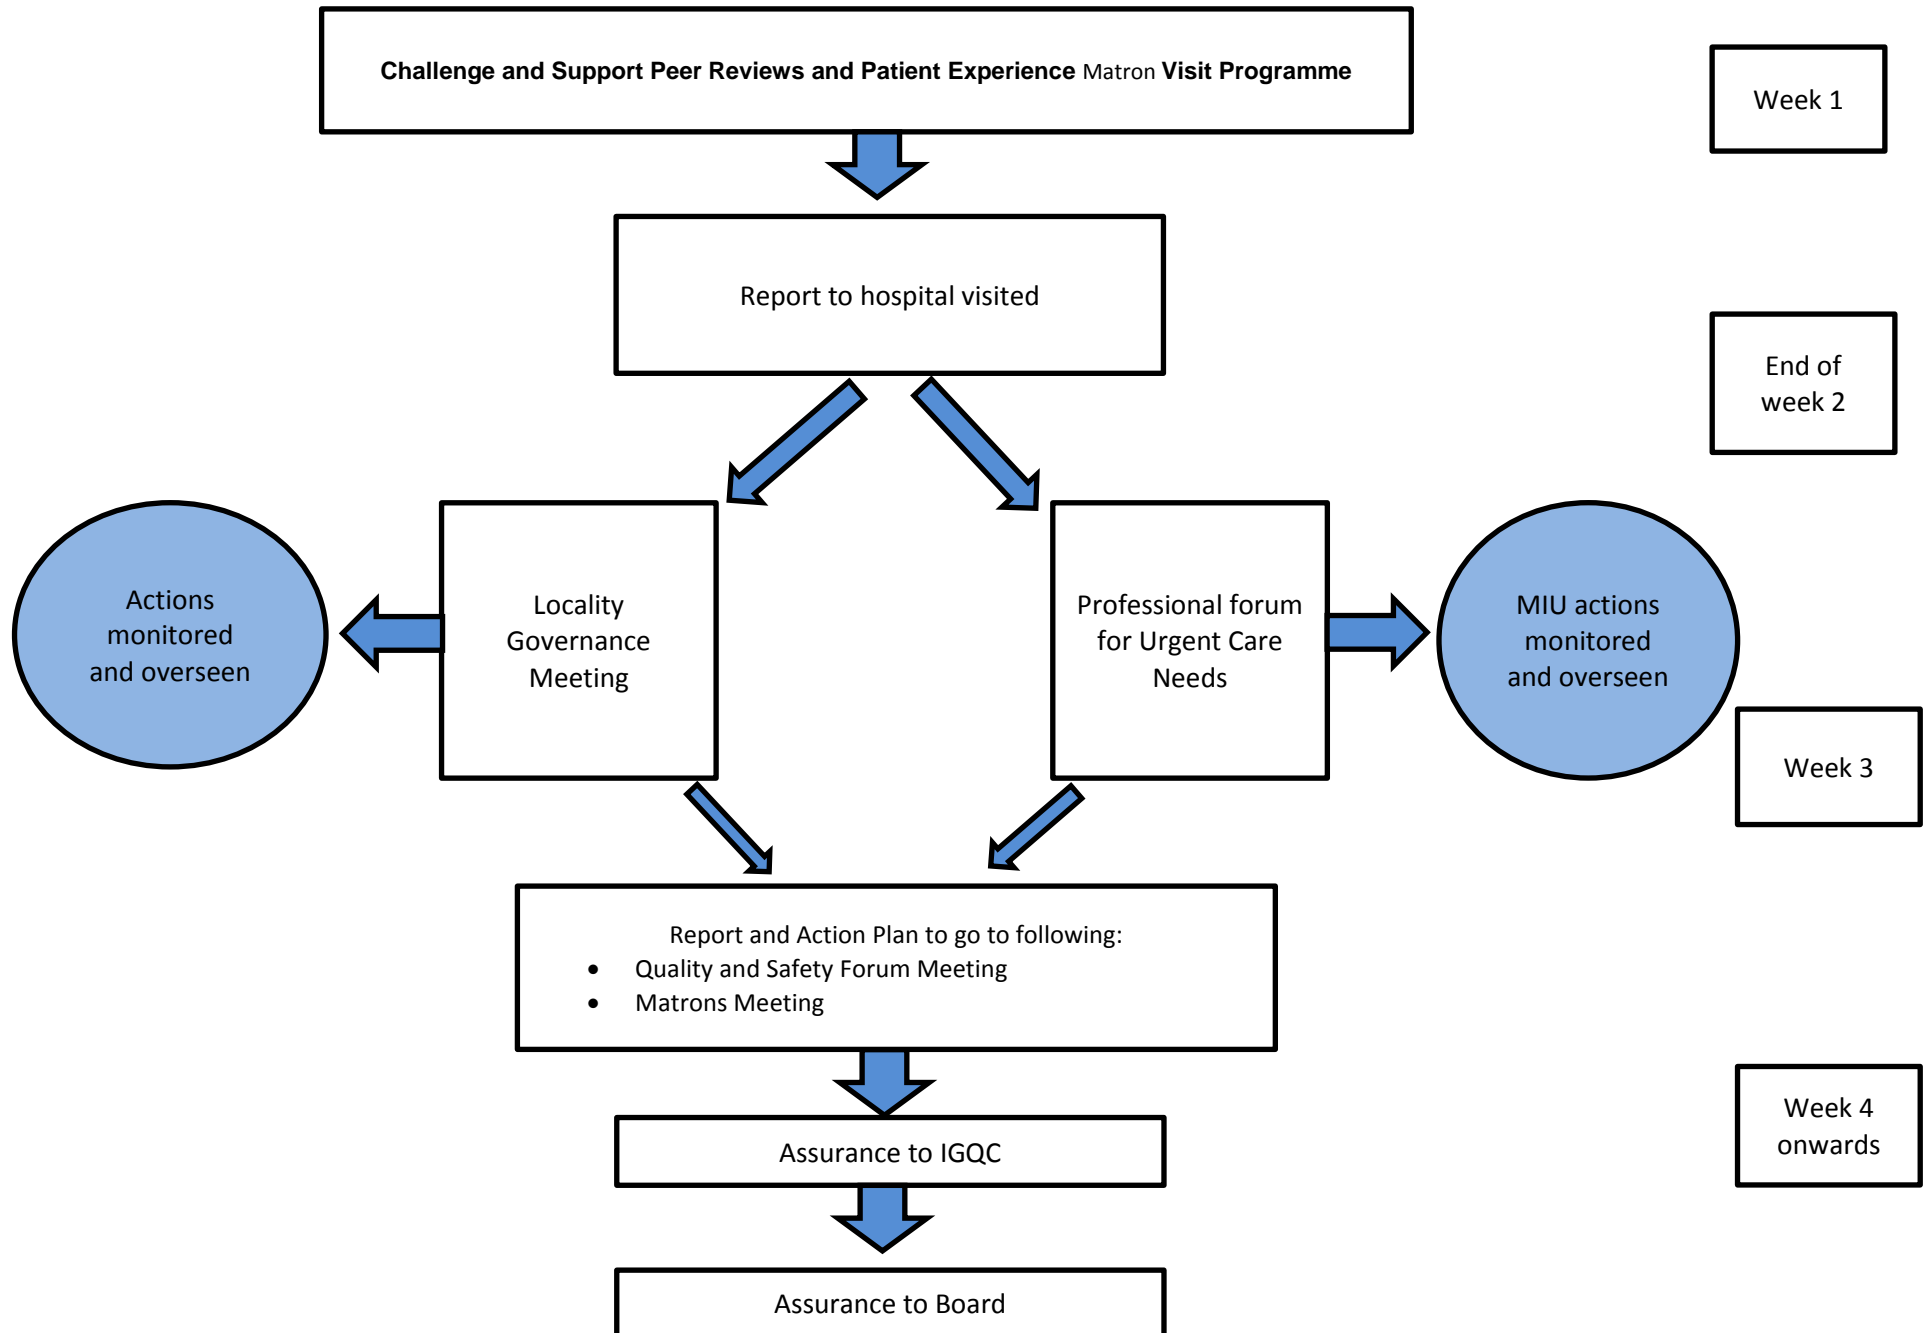 Challenge and Support Peer Reviews and Patient Experience Matron Visit Programme
Week 1
Report to hospital visited
End of
week 2
Actions
monitored
and overseen
Locality
Governance
Meeting
Professional forum
for Urgent Care
Needs
MIU actions
monitored
and overseen
Week 3
Report and Action Plan to go to following:
• Quality and Safety Forum Meeting
• Matrons Meeting
Week 4
onwards
Assurance to IGQC
Assurance to Board